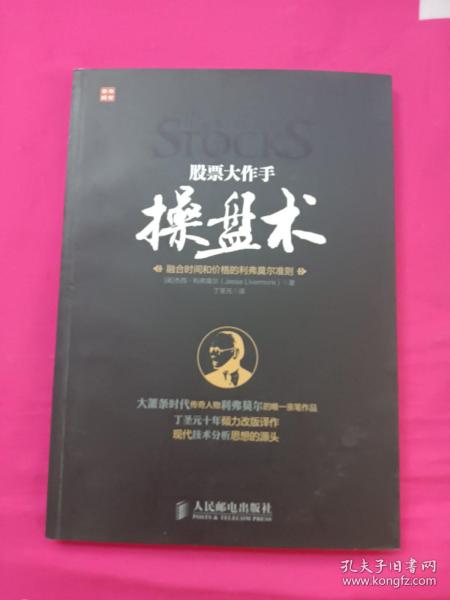 STOCKS
股票大作手
操盘术
融合时间和价格的利弗莫尔准则
[美]杰西·利弗莫尔（Jesse Livermore）著
丁圣元 译
大萧条时代传奇人物利弗莫尔的唯一亲笔作品
丁圣元十年倾力改版译作
现代技术分析思想的源头
人民邮电出版社
POSTS & TELECOM PRESS
孔夫子旧书网
www.kongfz.com